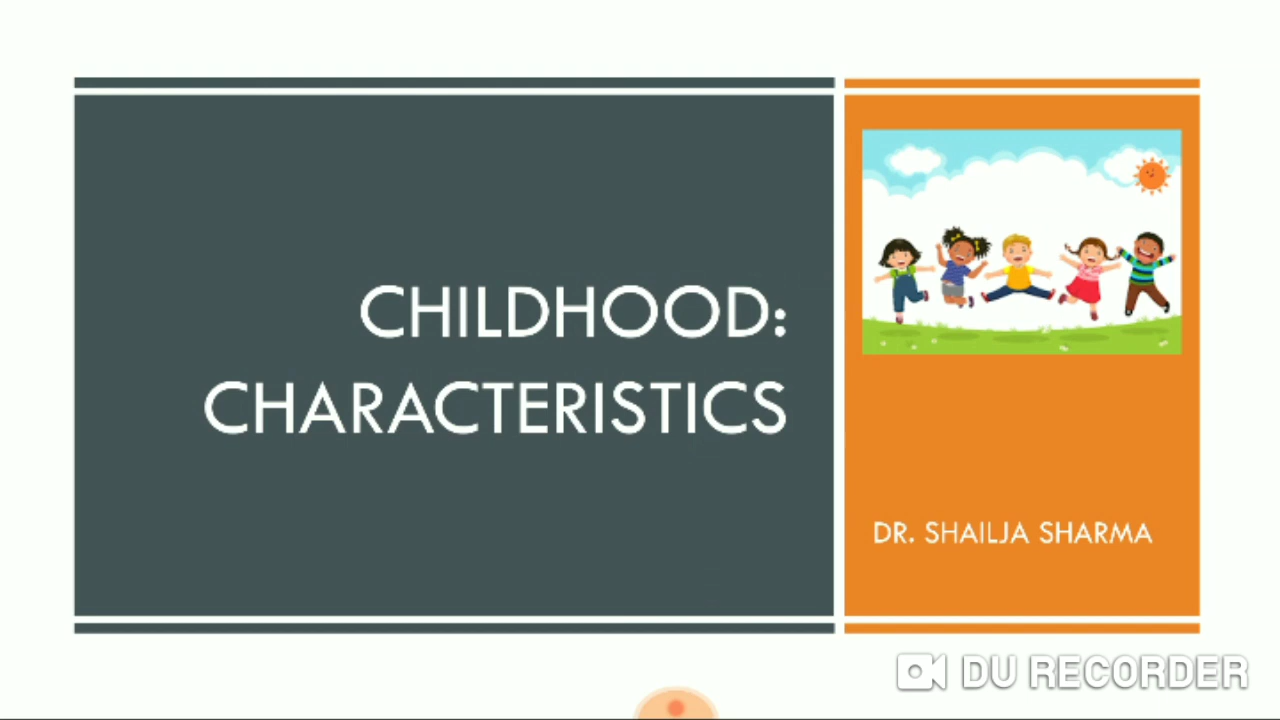 CHILDHOOD:
CHARACTERISTICS
DR. SHAILJA SHARMA
DU RECORDER